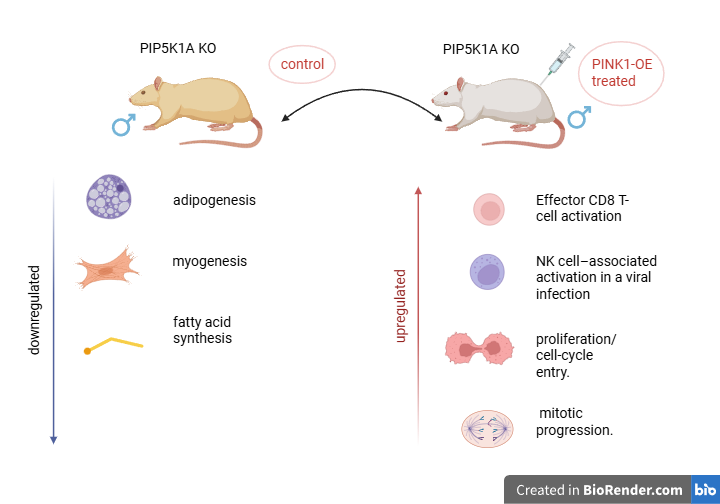 PIP5K1A KO
control
PIP5K1A KO
PINK1-OE
treated
downregulated
adipogenesis
myogenesis
fatty acid
synthesis
upregulated
Effector CD8 T-
cell activation
NK cell–associated
activation in a viral
infection
proliferation/
cell-cycle
entry.
mitotic
progression.
Created in BioRender.com bio